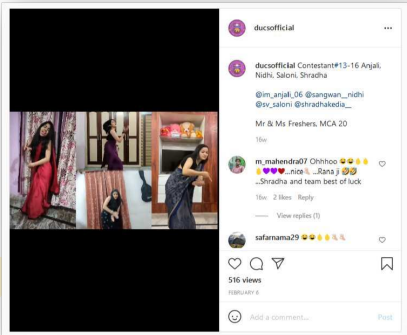 ducsofficial
ducsofficial Contestant#13-16 Anjali,
Nidhi, Saloni, Shradha
@im_anjali_06 @sangwan__nidhi
@sv_saloni @shradhakedia__
Mr & Ms Freshers, MCA 20
16w
m_mahendra07 Ohhhoo 😄😄👌👌
👌💜💜❤️...nice👏 ...Rana ji 🤣🤣
...Shradha and team best of luck
16w 2 likes Reply
View replies (1)
safarnama29 😄😄👌👌👏👏
516 views
FEBRUARY 8
Add a comment...
Post